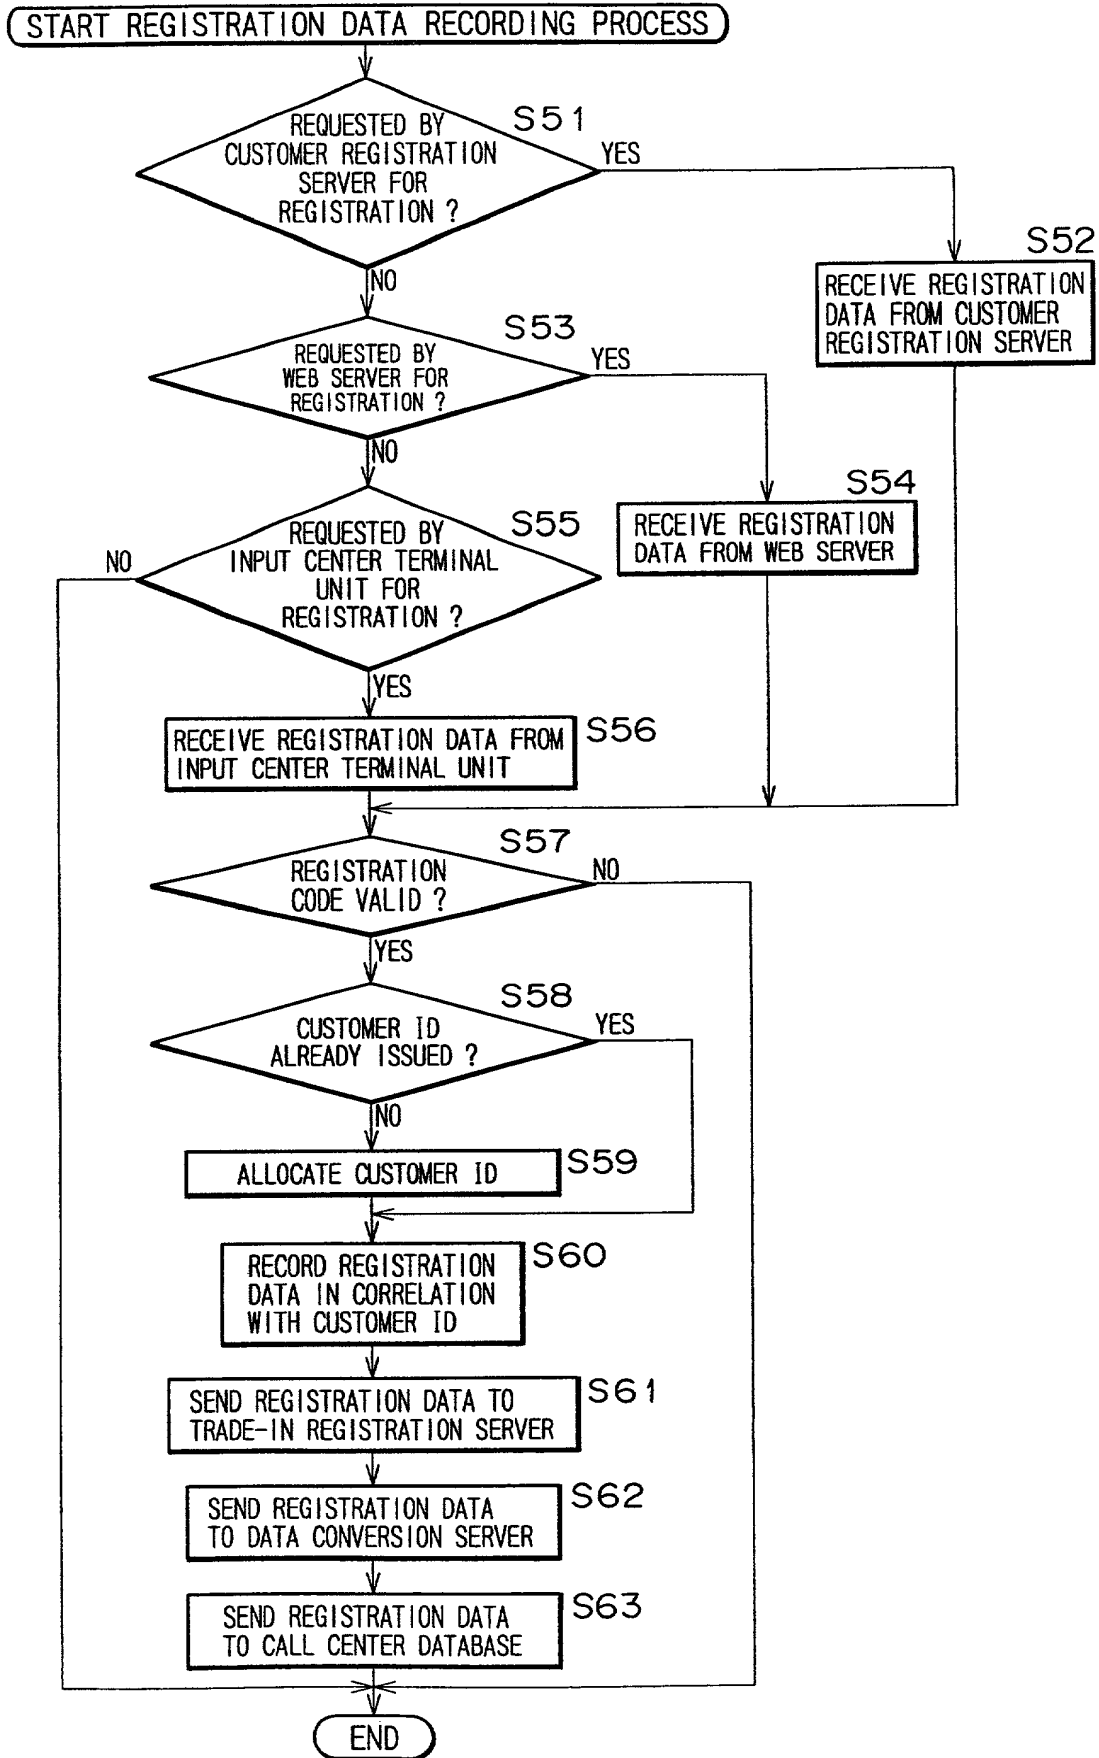 START REGISTRATION DATA RECORDING PROCESS
S51
REQUESTED BY
CUSTOMER REGISTRATION
SERVER FOR
REGISTRATION ?
YES
NO
S52
RECEIVE REGISTRATION
DATA FROM CUSTOMER
REGISTRATION SERVER
S53
REQUESTED BY
WEB SERVER FOR
REGISTRATION ?
YES
NO
S54
RECEIVE REGISTRATION
DATA FROM WEB SERVER
S55
REQUESTED BY
INPUT CENTER TERMINAL
UNIT FOR
REGISTRATION ?
NO
YES
S56
RECEIVE REGISTRATION DATA FROM
INPUT CENTER TERMINAL UNIT
S57
REGISTRATION
CODE VALID ?
NO
YES
S58
CUSTOMER ID
ALREADY ISSUED ?
YES
NO
ALLOCATE CUSTOMER ID
S59
S60
RECORD REGISTRATION
DATA IN CORRELATION
WITH CUSTOMER ID
S61
SEND REGISTRATION DATA TO
TRADE-IN REGISTRATION SERVER
S62
SEND REGISTRATION DATA
TO DATA CONVERSION SERVER
S63
SEND REGISTRATION DATA
TO CALL CENTER DATABASE
END